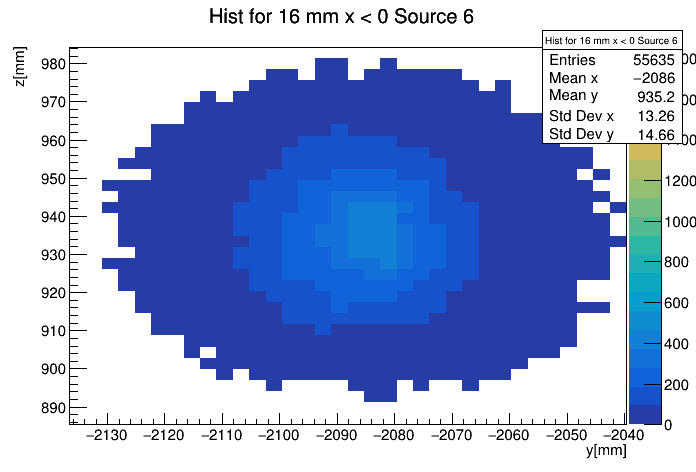 Hist for 16 mm x < 0 Source 6
Hist for 16 mm x < 0 Source 6
Entries 55635
Mean x −2086
Mean y 935.2
Std Dev x 13.26
Std Dev y 14.66
z[mm]
980
970
960
950
940
930
920
910
900
890
−2130 −2120 −2110 −2100 −2090 −2080 −2070 −2060 −2050 −2040
y[mm]
1200
1000
800
600
400
200
0